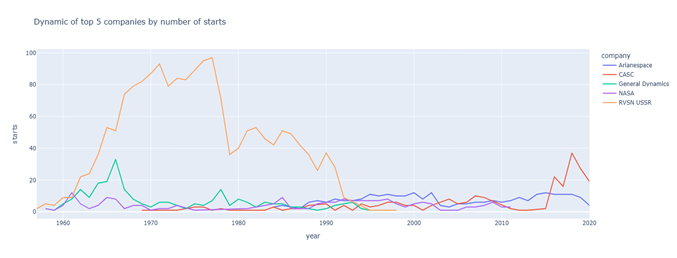 Dynamic of top 5 companies by number of starts
company
Arianespace
CASC
General Dynamics
NASA
RVSN USSR
starts
100
80
60
40
20
0
1960
1970
1980
1990
2000
2010
2020
year